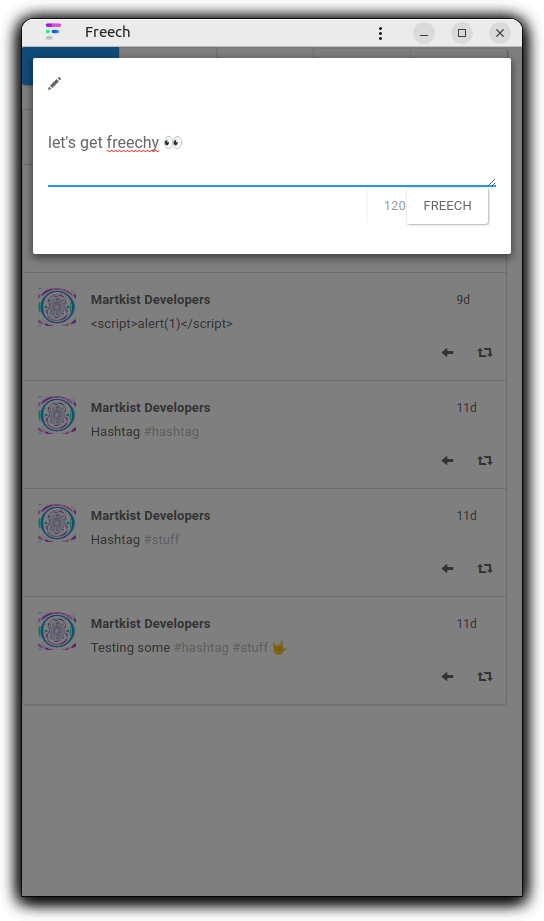 Freech
let's get freechy 👀
120 FREECH
Martkist Developers 9d
<script>alert(1)</script>
Martkist Developers 11d
Hashtag #hashtag
Martkist Developers 11d
Hashtag #stuff
Martkist Developers 11d
Testing some #hashtag #stuff 🤟